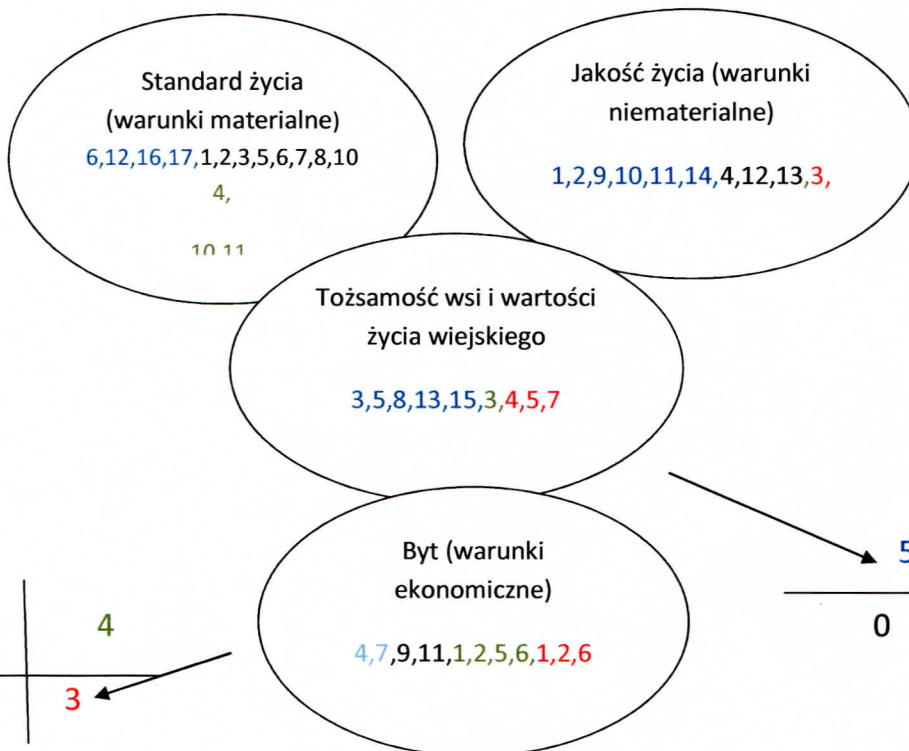 Standard życia
(warunki materialne)
6,12,16,17,1,2,3,5,6,7,8,10
4,
10,11
Jakość życia (warunki
niematerialne)
1,2,9,10,11,14,4,12,13,3,
Tożsamość wsi i wartości
życia wiejskiego
3,5,8,13,15,3,4,5,7
Byt (warunki
ekonomiczne)
4,7,9,11,1,2,5,6,1,2,6
4
3
5
0